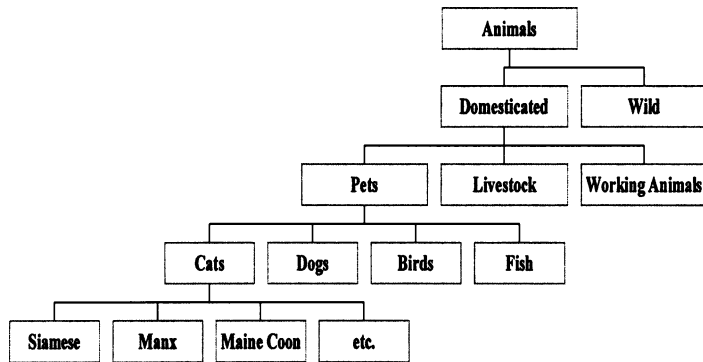 Animals
Domesticated
Wild
Pets
Livestock
Working Animals
Cats
Dogs
Birds
Fish
Siamese
Manx
Maine Coon
etc.